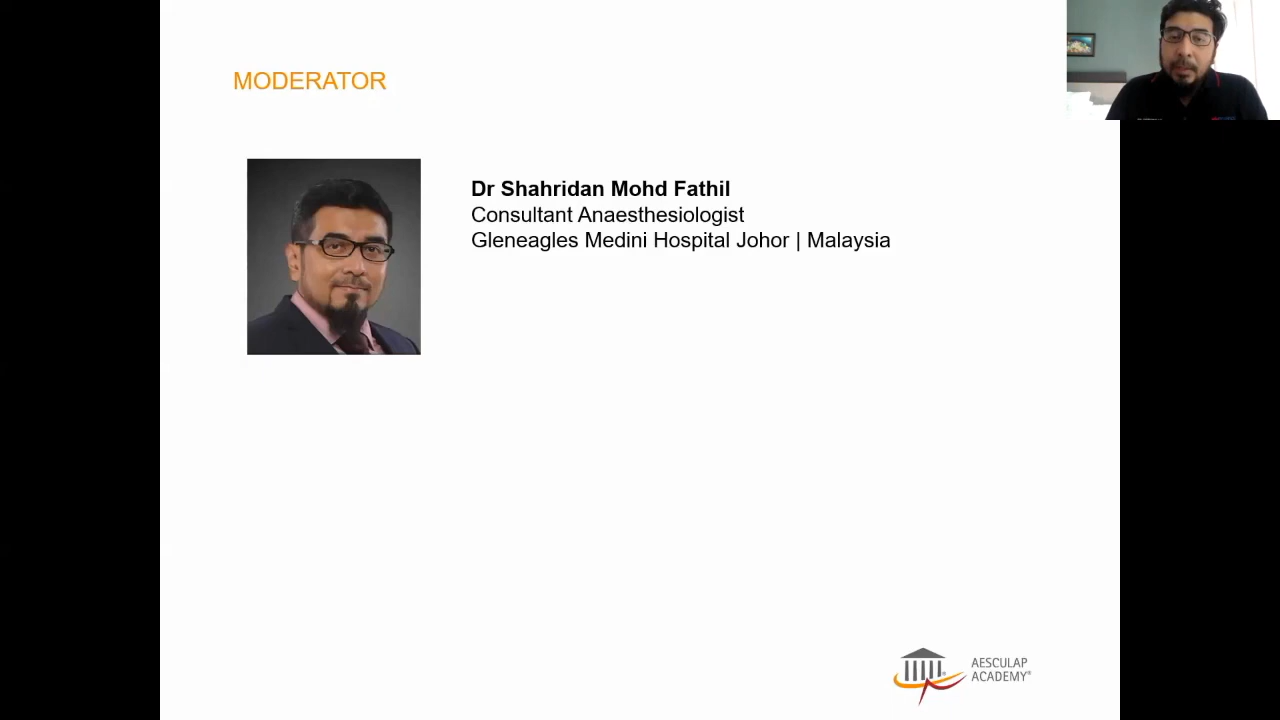 MODERATOR
Dr Shahridan Mohd Fathil
Consultant Anaesthesiologist
Gleneagles Medini Hospital Johor | Malaysia
AESCULAP
ACADEMY®